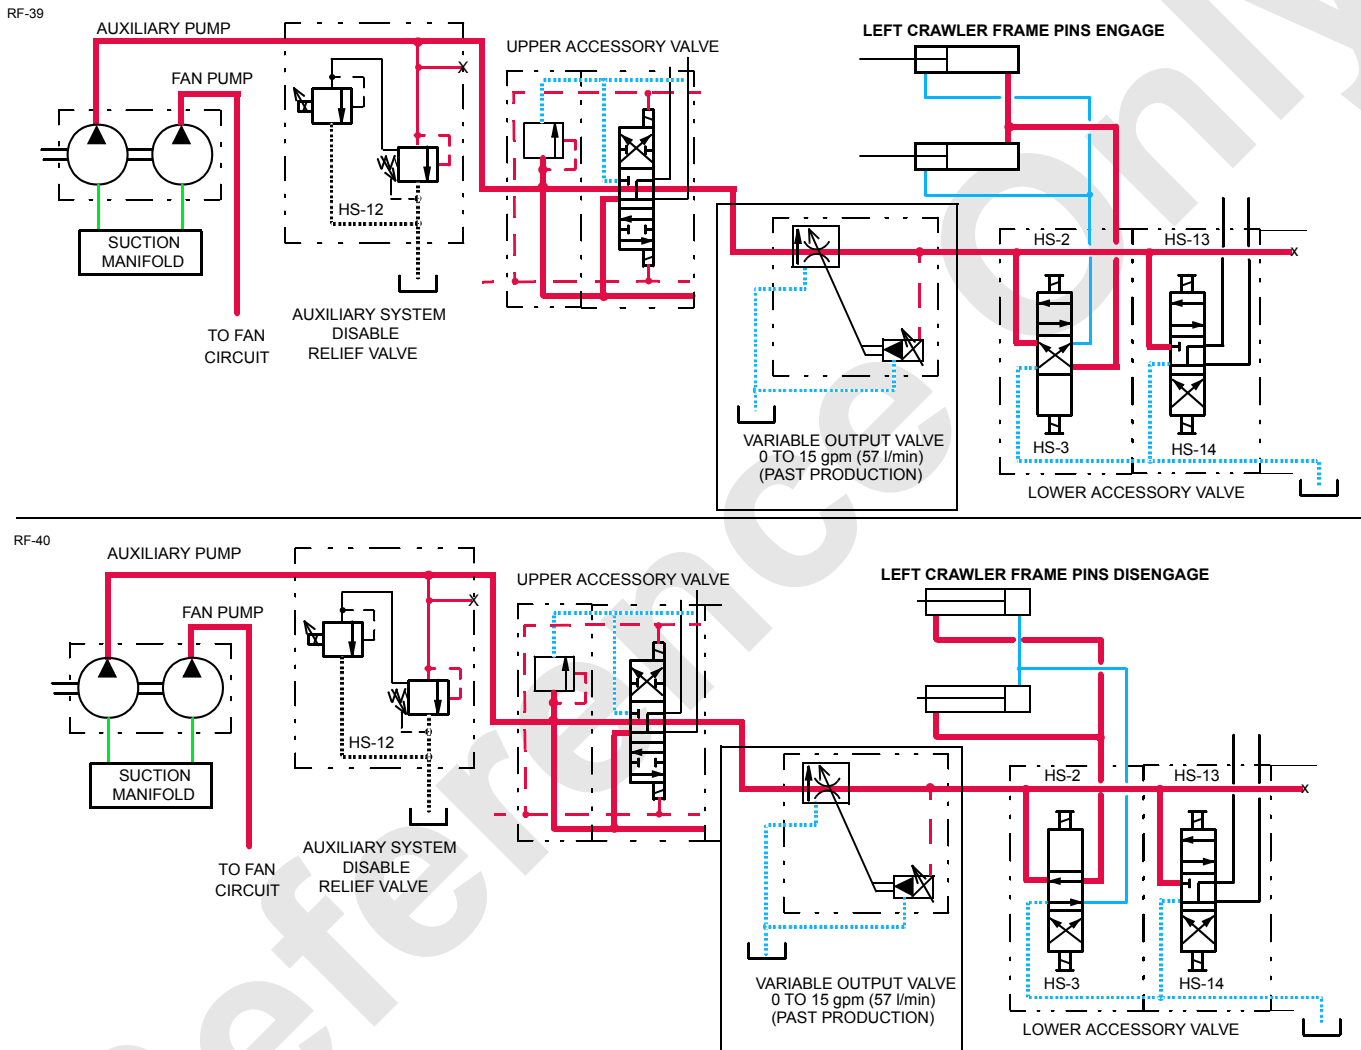 RF-39
AUXILIARY PUMP
FAN PUMP
UPPER ACCESSORY VALVE
LEFT CRAWLER FRAME PINS ENGAGE
X
HS-12
SUCTION
MANIFOLD
TO FAN
CIRCUIT
AUXILIARY SYSTEM
DISABLE
RELIEF VALVE
HS-2
HS-13
x
VARIABLE OUTPUT VALVE
0 TO 15 gpm (57 l/min)
(PAST PRODUCTION)
HS-3
HS-14
LOWER ACCESSORY VALVE
RF-40
AUXILIARY PUMP
FAN PUMP
UPPER ACCESSORY VALVE
LEFT CRAWLER FRAME PINS DISENGAGE
X
HS-12
SUCTION
MANIFOLD
TO FAN
CIRCUIT
AUXILIARY SYSTEM
DISABLE
RELIEF VALVE
HS-2
HS-13
x
VARIABLE OUTPUT VALVE
0 TO 15 gpm (57 l/min)
(PAST PRODUCTION)
HS-3
HS-14
LOWER ACCESSORY VALVE
Reference Only